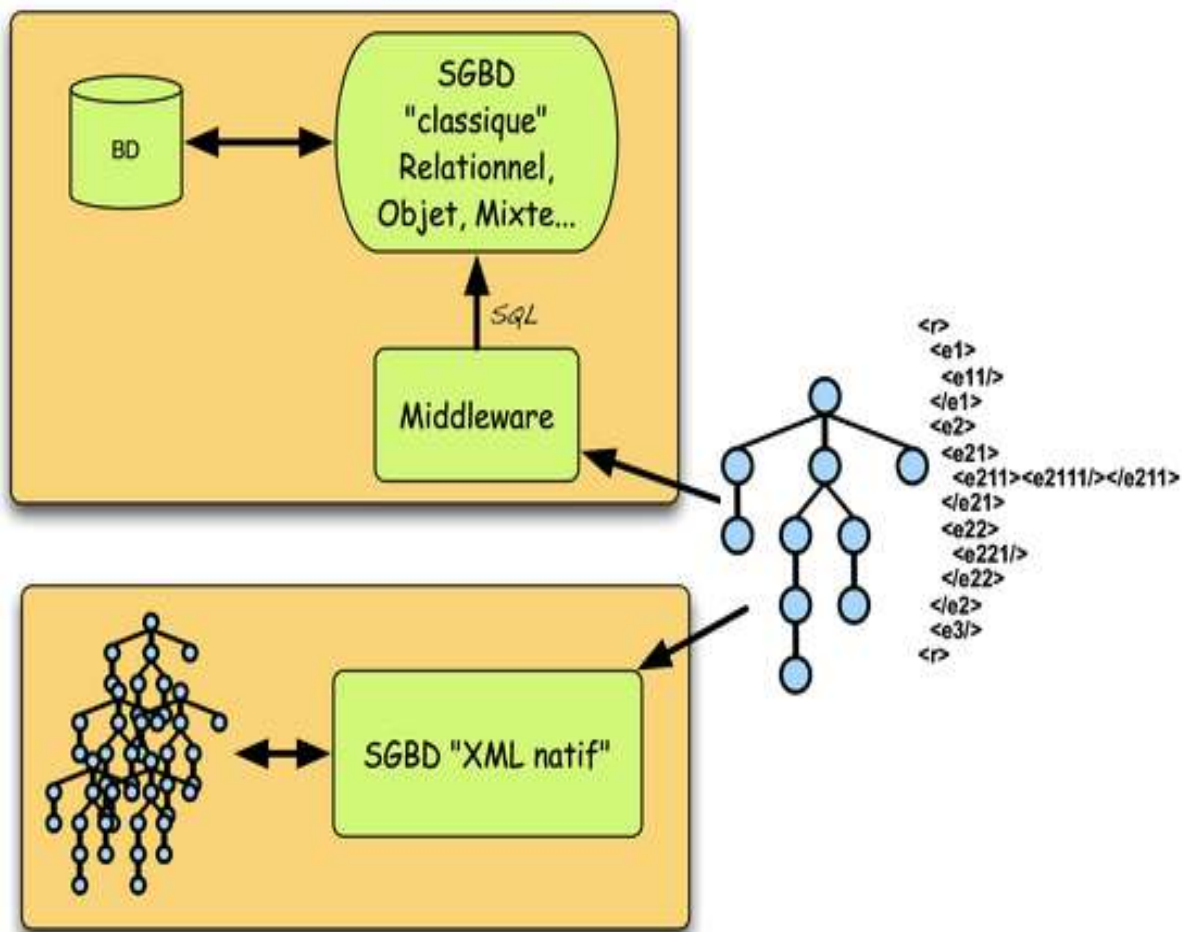 SGBD
"classique"
Relationnel,
Objet, Mixte...
BD
SQL
Middleware
<r>
<e1>
<e11/>
</e1>
<e2>
<e21>
<e211><e2111/></e211>
</e21>
<e22>
<e221/>
</e22>
</e2>
<e3/>
<r>
SGBD "XML natif"